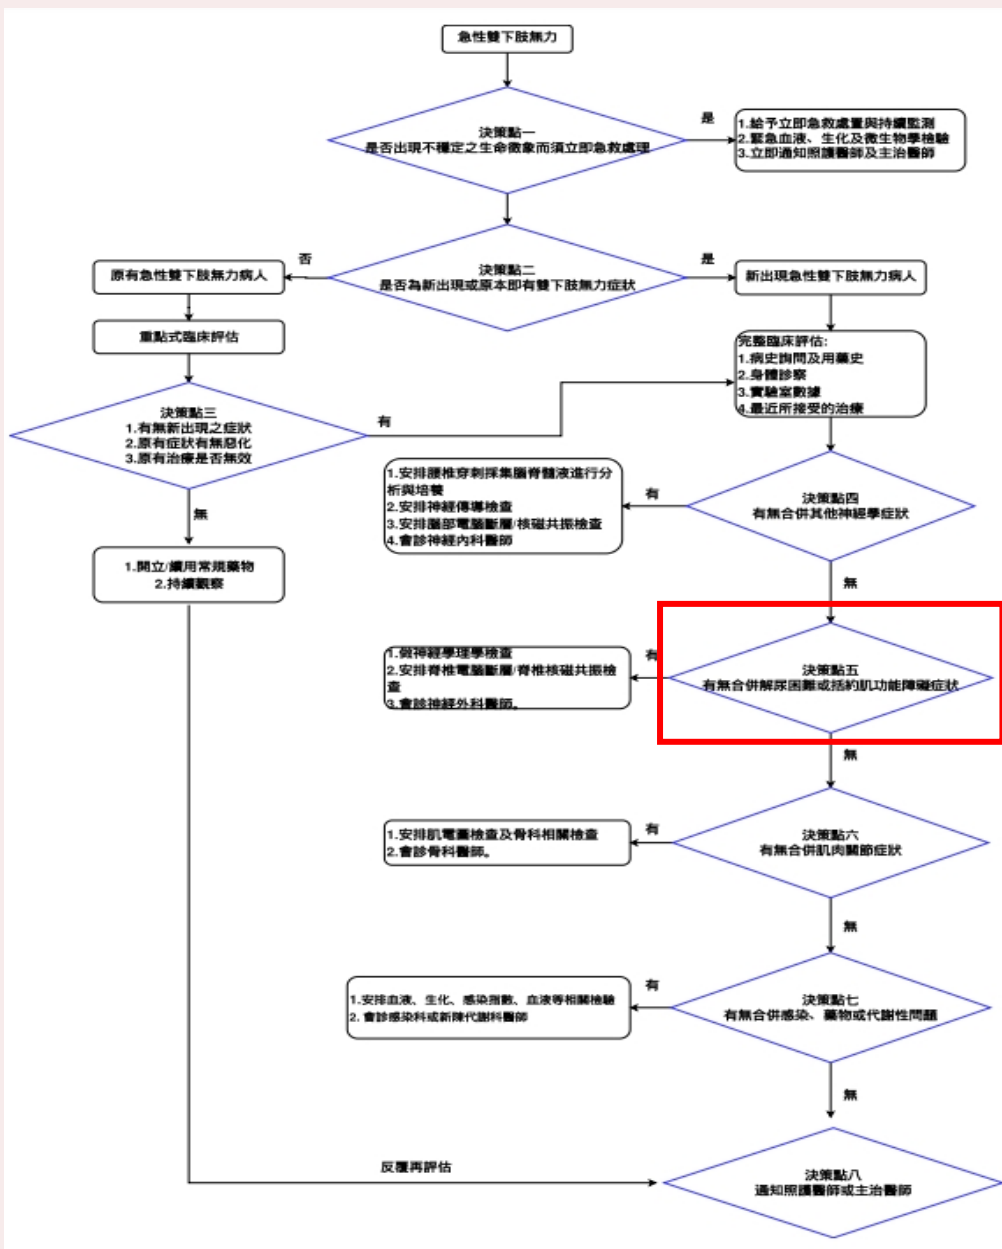 急性雙下肢無力
決策點一
是否出現不穩定之生命徵象而須立即急救處理
是
1.給予立即急救處置與持續監測
2.緊急血液、生化及微生物學檢驗
3.立即通知照護醫師及主治醫師
決策點二
是否為新出現或原本即有雙下肢無力症狀
否
是
原有急性雙下肢無力病人
新出現急性雙下肢無力病人
重點式臨床評估
完整臨床評估:
1.病史詢問及用藥史
2.身體診察
3.實驗室數據
4.最近所接受的治療
決策點三
1.有無新出現之症狀
2.原有症狀有無惡化
3.原有治療是否無效
有
無
1.開立/續用常規藥物
2.持續觀察
決策點四
有無合併其他神經學症狀
有
1.安排腰椎穿刺採集腦脊髓液進行分
析與培養
2.安排神經傳導檢查
3.安排腦部電腦斷層/核磁共振檢查
4.會診神經內科醫師
無
決策點五
有無合併解尿困難或括約肌功能障礙症狀
有
1.做神經學理學檢查
2.安排脊椎電腦斷層/脊椎核磁共振檢
查
3.會診神經外科醫師。
無
決策點六
有無合併肌肉關節症狀
有
1.安排肌電圖檢查及骨科相關檢查
2.會診骨科醫師。
無
決策點七
有無合併感染、藥物或代謝性問題
有
1.安排血液、生化、感染指數、血液等相關檢驗
2. 會診感染科或新陳代謝科醫師
無
反覆再評估
決策點八
通知照護醫師或主治醫師